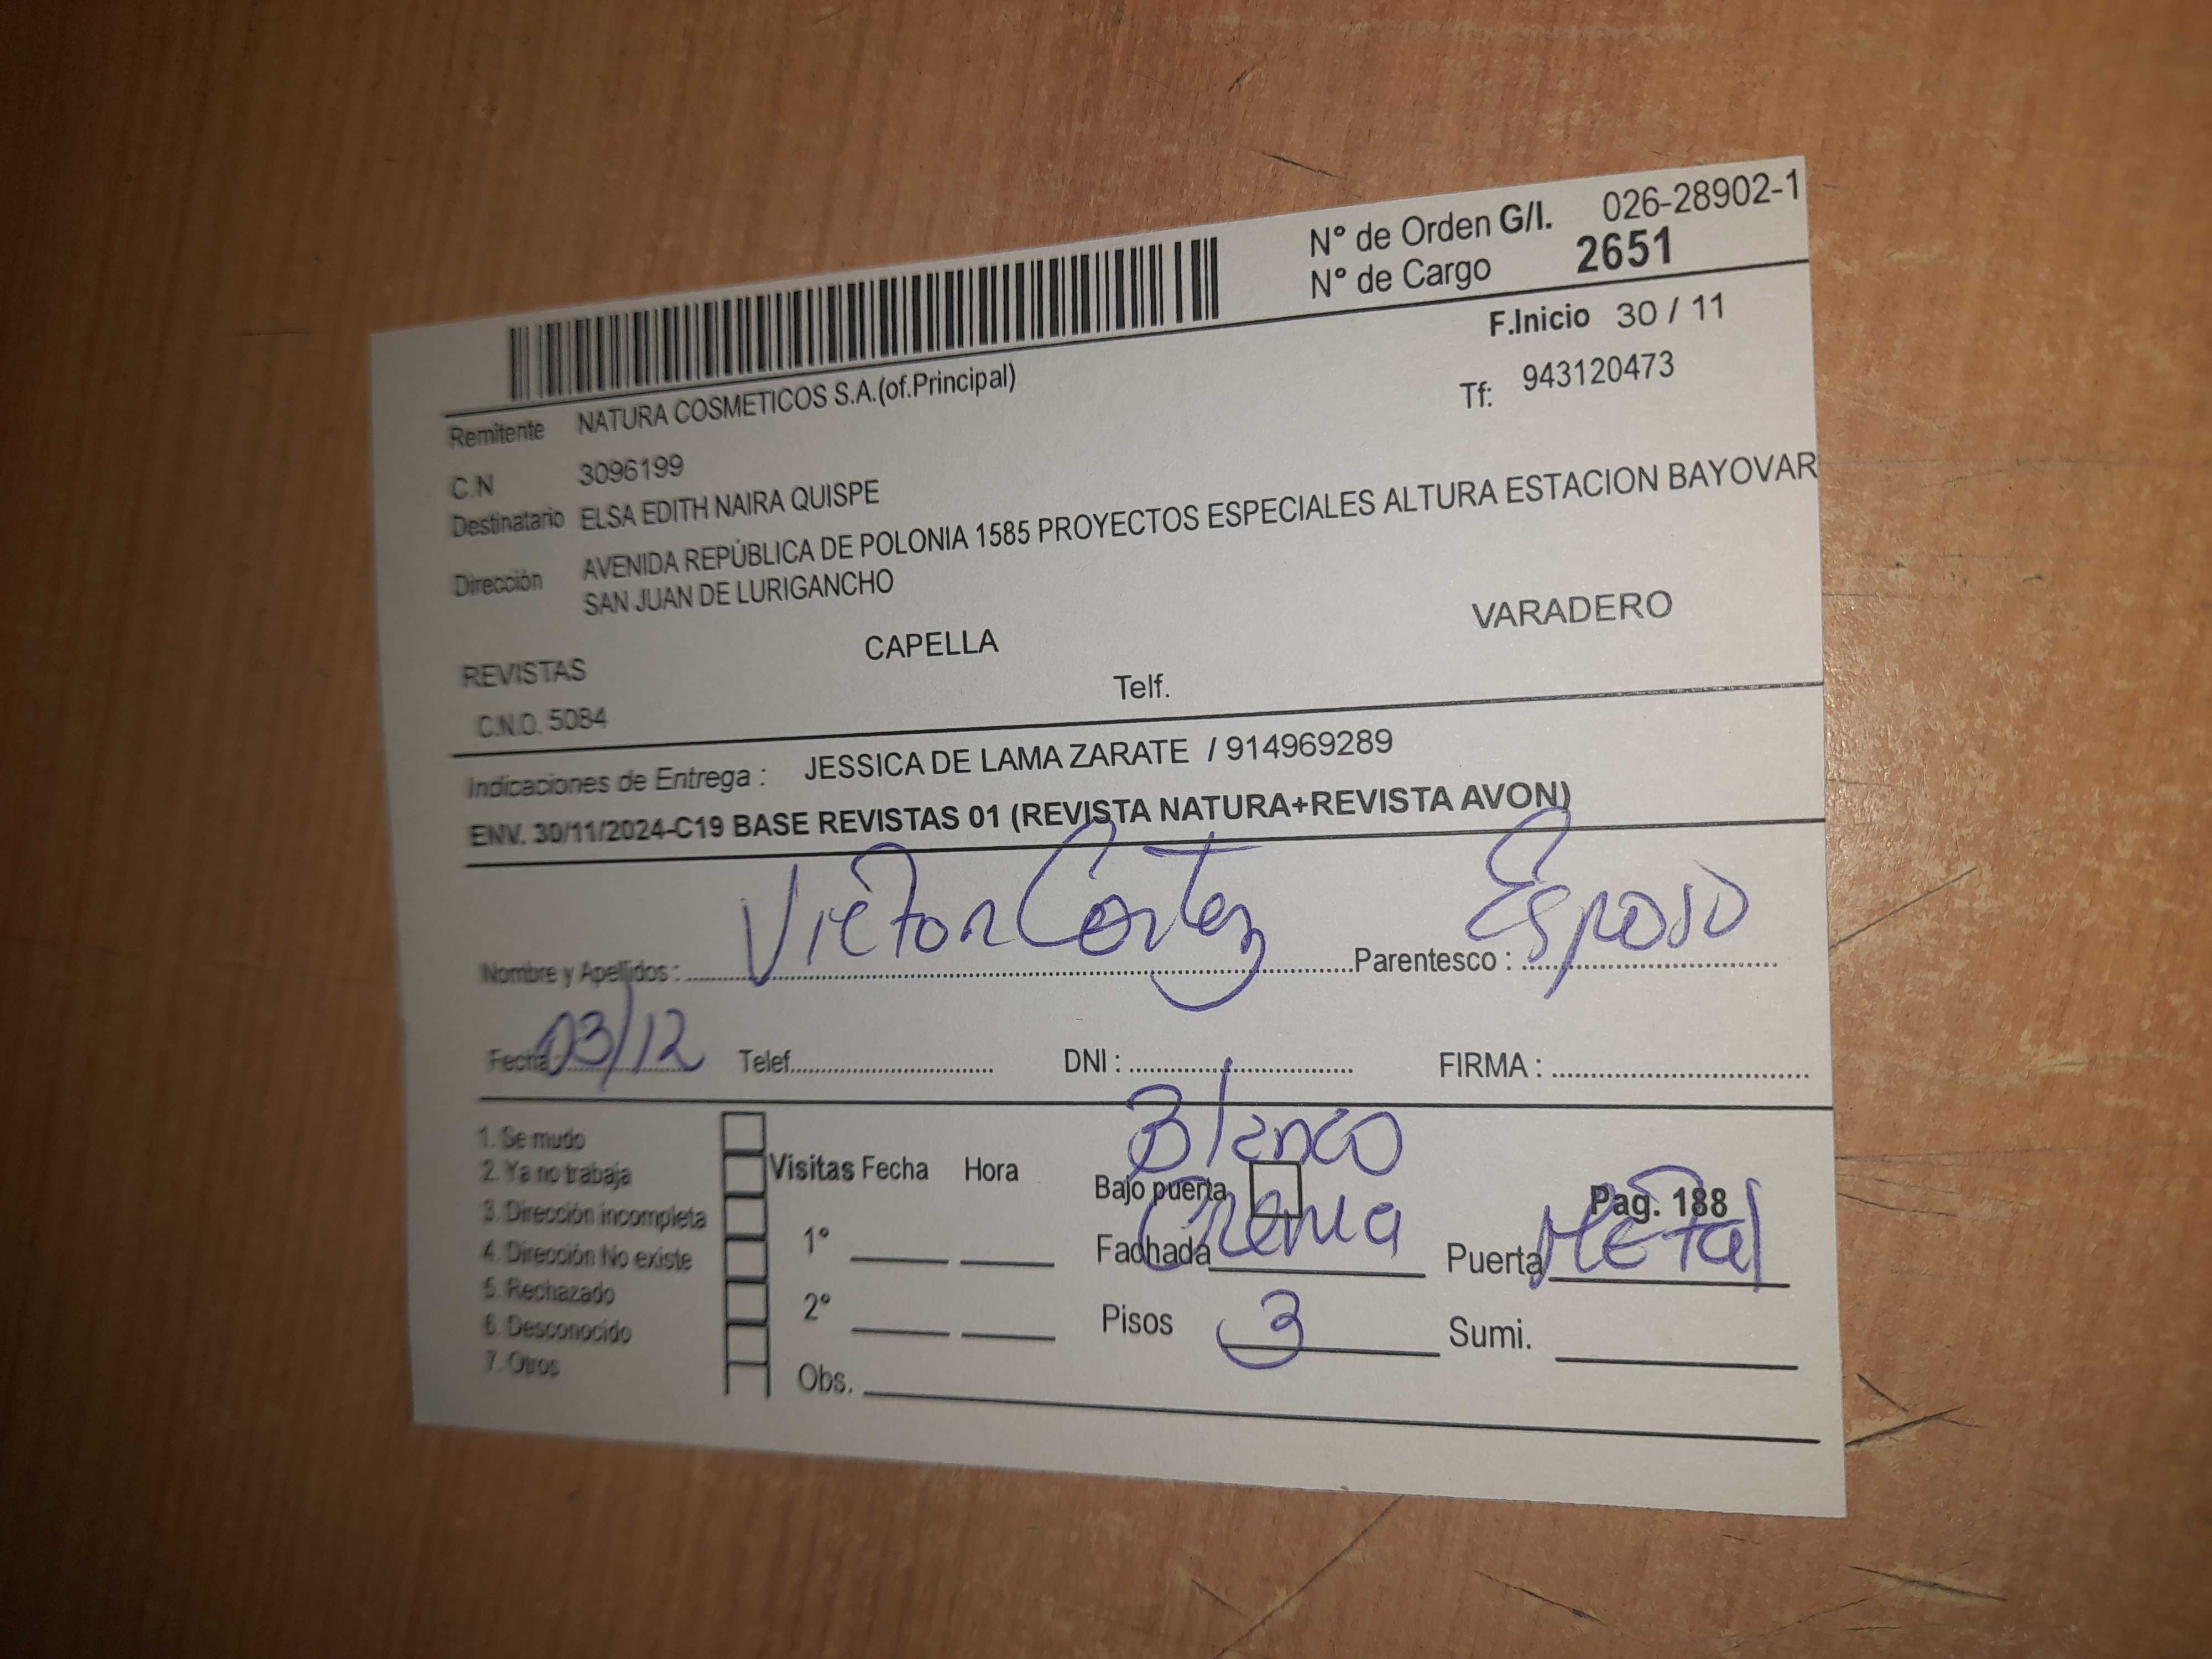 N° de Orden G/I. 026-28902-1
N° de Cargo 2651
F.Inicio 30 / 11
Remitente NATURA COSMETICOS S.A.(of.Principal) Tf: 943120473
C.N 3096199
Destinatario ELSA EDITH NAIRA QUISPE
Dirección AVENIDA REPÚBLICA DE POLONIA 1585 PROYECTOS ESPECIALES ALTURA ESTACION BAYOVAR
SAN JUAN DE LURIGANCHO
REVISTAS CAPELLA VARADERO
C.N.O. 5084 Telf.
Indicaciones de Entrega : JESSICA DE LAMA ZARATE / 914969289
ENV. 30/11/2024-C19 BASE REVISTAS 01 (REVISTA NATURA+REVISTA AVON)
Nombre y Apellidos : Victor Cortez Parentesco : Esposo
Fecha 03/12 Telef. DNI : FIRMA :
Blanco
1. Se mudo
2. Ya no trabaja Visitas Fecha Hora Bajo puerta Pag. 188
3. Dirección incompleta
4. Dirección No existe 1° Fachada Crema Puerta Metal
5. Rechazado
6. Desconocido 2° Pisos 3 Sumi.
7. Otros Obs.